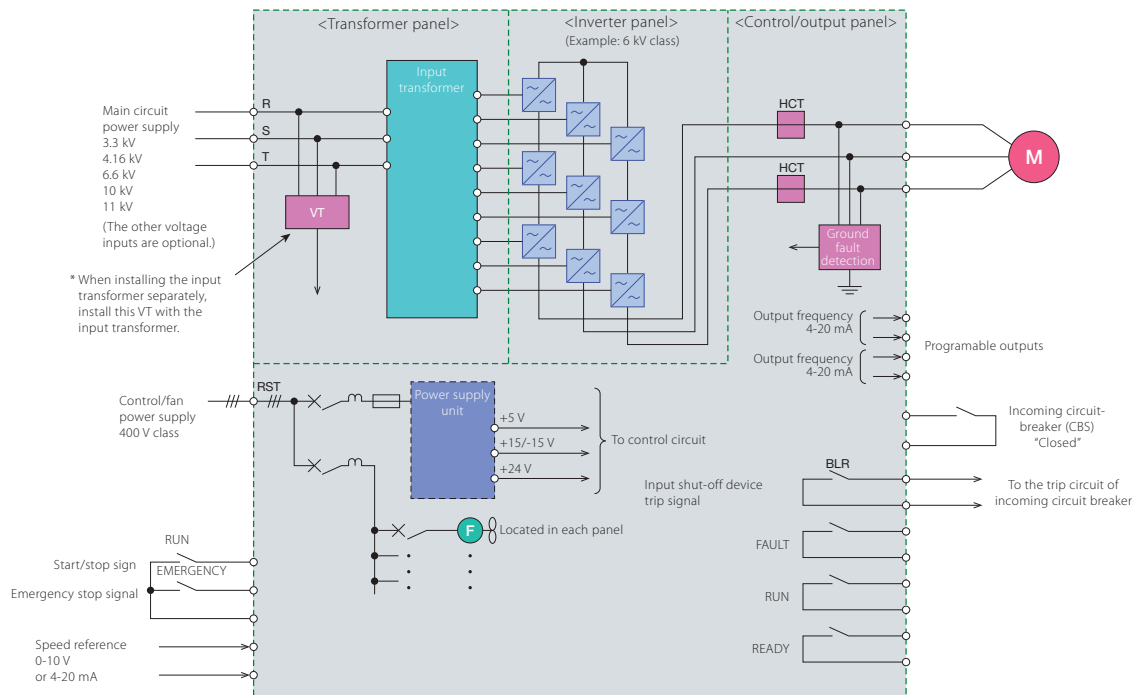 <Transformer panel>
<Inverter panel>
(Example: 6 kV class)
<Control/output panel>
Input
transformer
Main circuit
power supply
3.3 kV
4.16 kV
6.6 kV
10 kV
11 kV
(The other voltage
inputs are optional.)
R
S
T
VT
* When installing the input
transformer separately,
install this VT with the
input transformer.
HCT
HCT
M
Ground
fault
detection
Output frequency
4-20 mA
Output frequency
4-20 mA
Programable outputs
Control/fan
power supply
400 V class
RST
Power supply
unit
+5 V
+15/-15 V
+24 V
To control circuit
Incoming circuit-
breaker (CBS)
“Closed”
Input shut-off device
trip signal
BLR
To the trip circuit of
incoming circuit breaker
F
Located in each panel
FAULT
RUN
READY
RUN
Start/stop sign
EMERGENCY
Emergency stop signal
Speed reference
0-10 V
or 4-20 mA